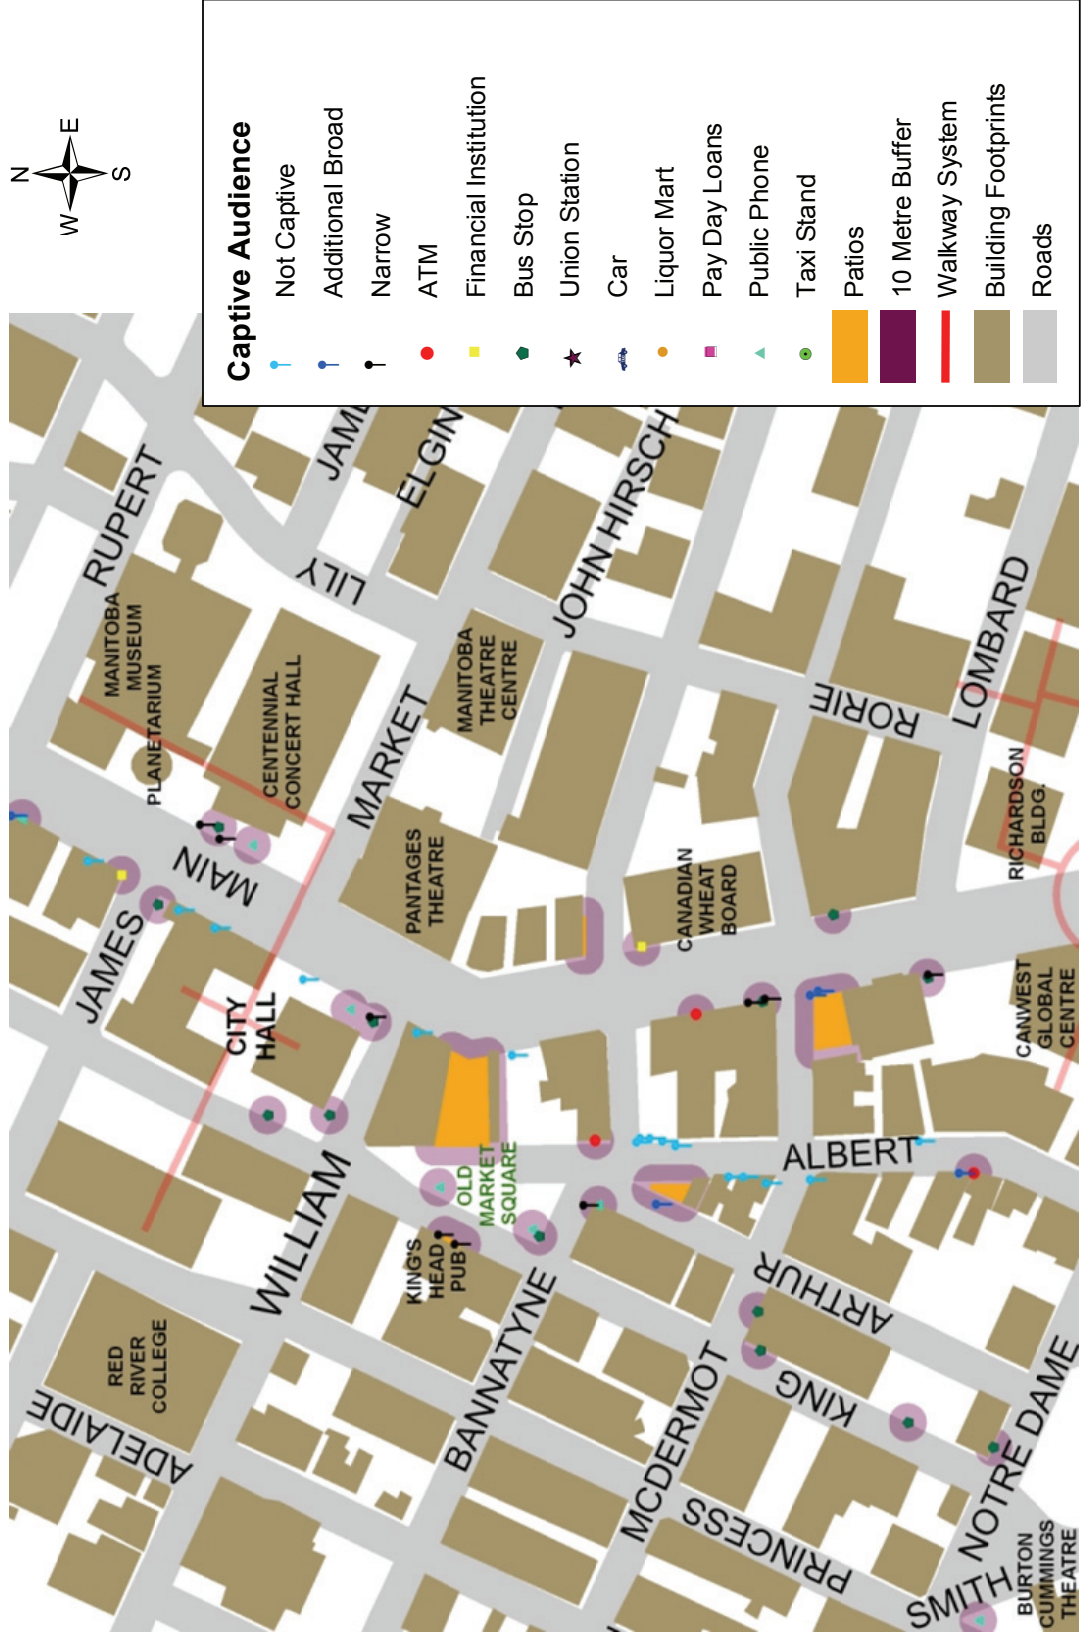 N
W E
S
Captive Audience
Not Captive
Additional Broad
Narrow
ATM
Financial Institution
Bus Stop
Union Station
Car
Liquor Mart
Pay Day Loans
Public Phone
Taxi Stand
Patios
10 Metre Buffer
Walkway System
Building Footprints
Roads
RUPERT
MANITOBA
MUSEUM
PLANETARIUM
CENTENNIAL
CONCERT HALL
LILY
ELGIN
JOHN HIRSCH
MANITOBA
THEATRE
CENTRE
MARKET
PANTAGES
THEATRE
MAIN
JAMES
CITY
HALL
CANADIAN
WHEAT
BOARD
RORIE
LOMBARD
RICHARDSON
BLDG.
CANWEST
GLOBAL
CENTRE
ALBERT
OLD
MARKET
SQUARE
KING'S
HEAD
PUB
WILLIAM
RED
RIVER
COLLEGE
ADELAIDE
BANNATYNE
MCDERMOT
ARTHUR
KING
PRINCESS
NOTRE DAME
SMITH
BURTON
CUMMINGS
THEATRE